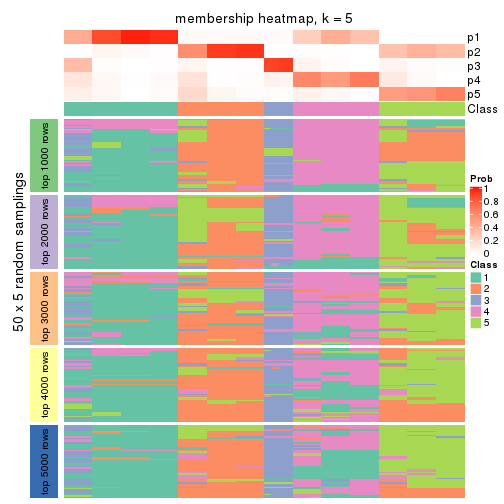 membership heatmap, k = 5
p1
p2
p3
p4
p5
Class
50 x 5 random samplings
top 1000 rows
top 2000 rows
top 3000 rows
top 4000 rows
top 5000 rows
Prob
1
0.8
0.6
0.4
0.2
0
Class
1
2
3
4
5